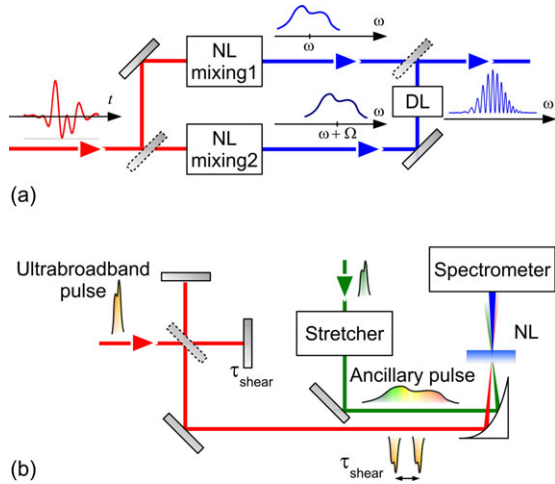 NL
mixing1
ω
ω
t
NL
mixing2
ω
ω + Ω
DL
ω
(a)
Ultrabroadband
pulse
τshear
Stretcher
Ancillary pulse
Spectrometer
NL
τshear
(b)